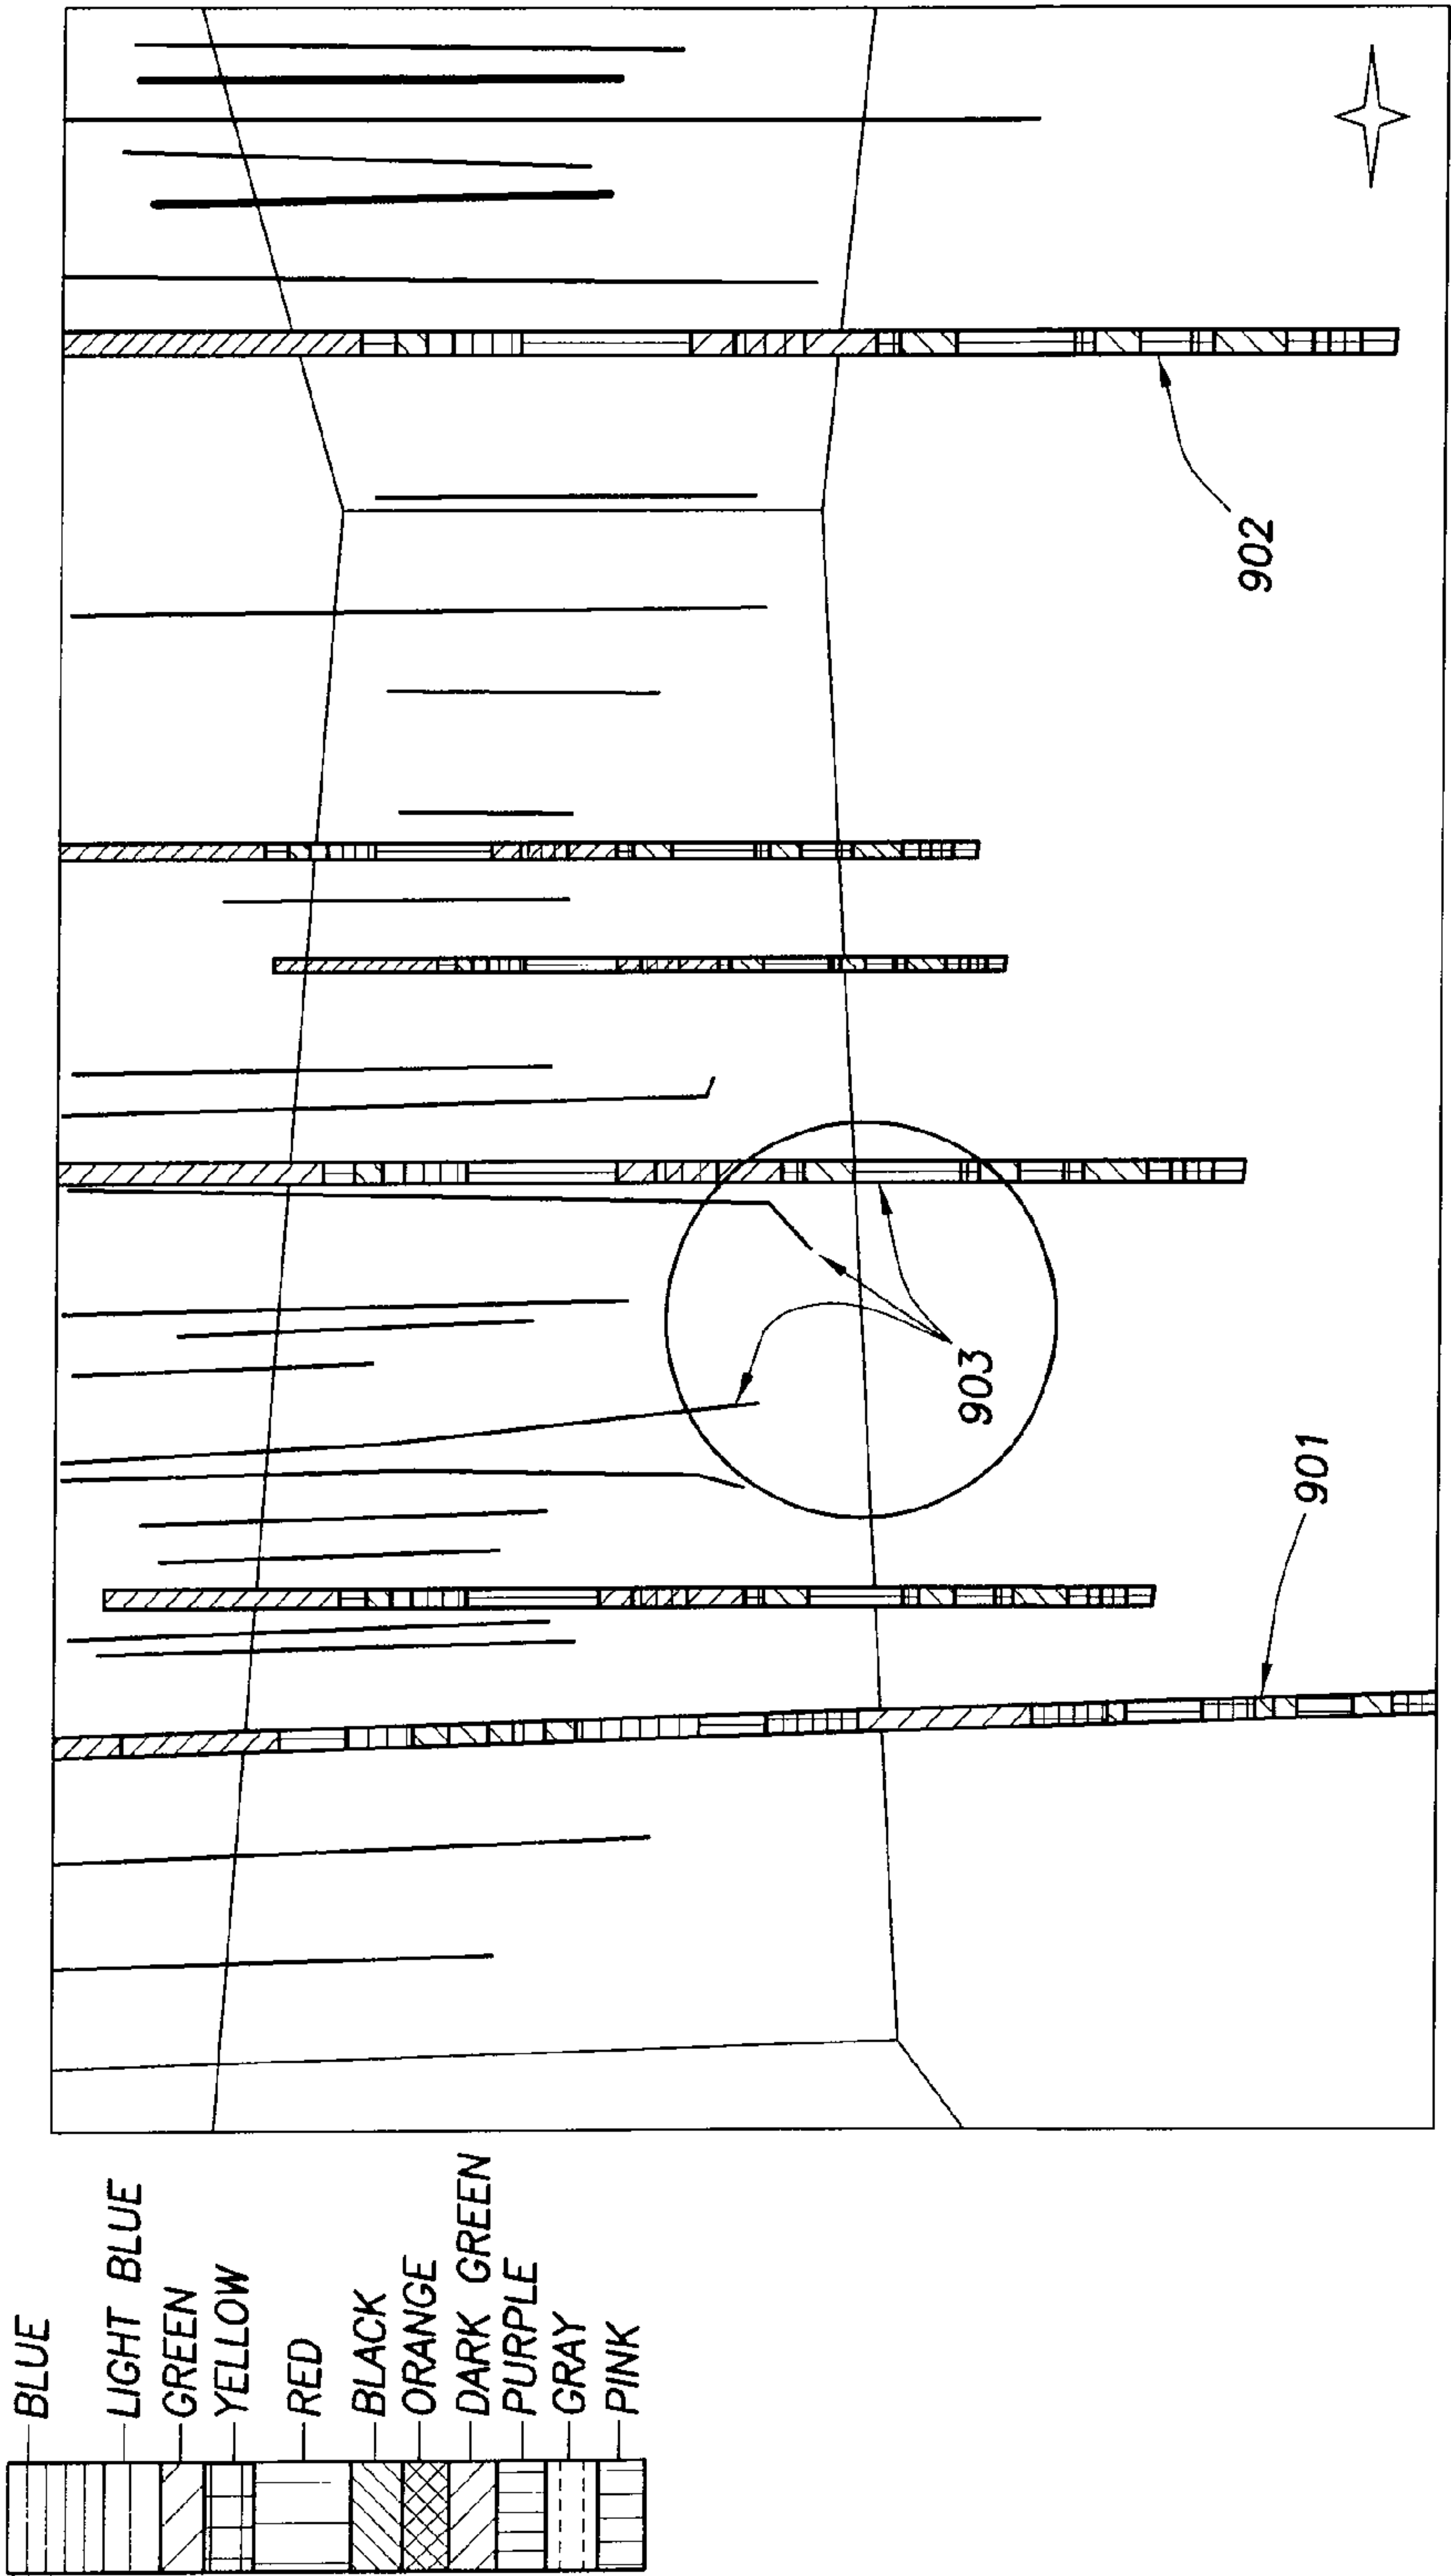 BLUE
LIGHT BLUE
GREEN
YELLOW
RED
BLACK
ORANGE
DARK GREEN
PURPLE
GRAY
PINK
901
903
902